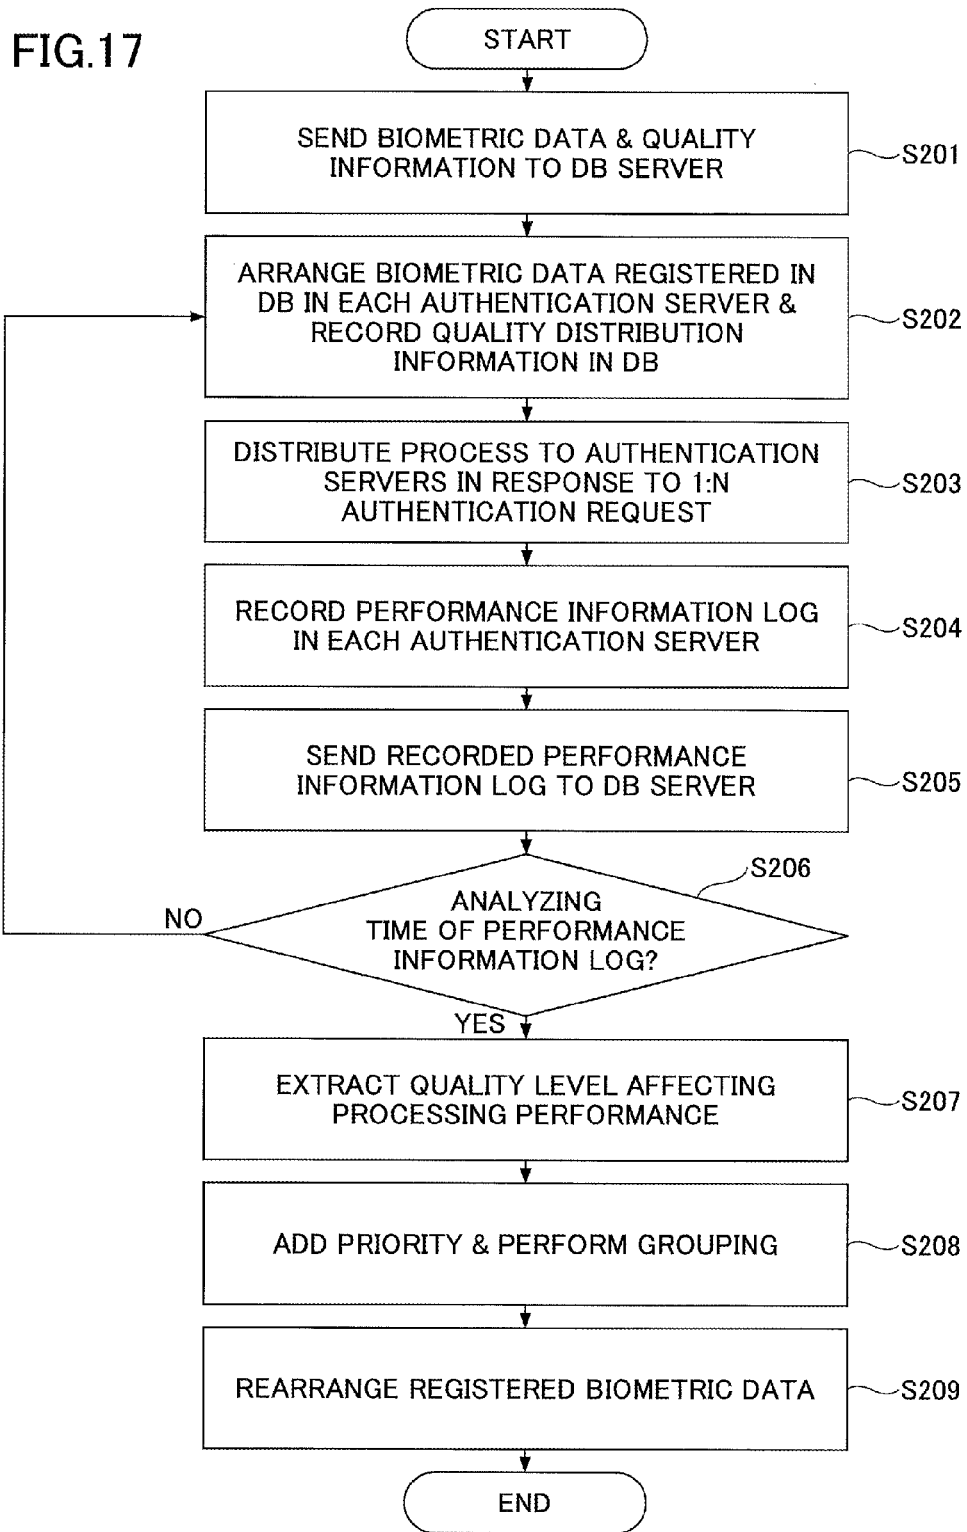 FIG.17
START
SEND BIOMETRIC DATA & QUALITY
INFORMATION TO DB SERVER
S201
ARRANGE BIOMETRIC DATA REGISTERED IN
DB IN EACH AUTHENTICATION SERVER &
RECORD QUALITY DISTRIBUTION
INFORMATION IN DB
S202
DISTRIBUTE PROCESS TO AUTHENTICATION
SERVERS IN RESPONSE TO 1:N
AUTHENTICATION REQUEST
S203
RECORD PERFORMANCE INFORMATION LOG
IN EACH AUTHENTICATION SERVER
S204
SEND RECORDED PERFORMANCE
INFORMATION LOG TO DB SERVER
S205
S206
ANALYZING
TIME OF PERFORMANCE
INFORMATION LOG?
NO
YES
EXTRACT QUALITY LEVEL AFFECTING
PROCESSING PERFORMANCE
S207
ADD PRIORITY & PERFORM GROUPING
S208
REARRANGE REGISTERED BIOMETRIC DATA
S209
END